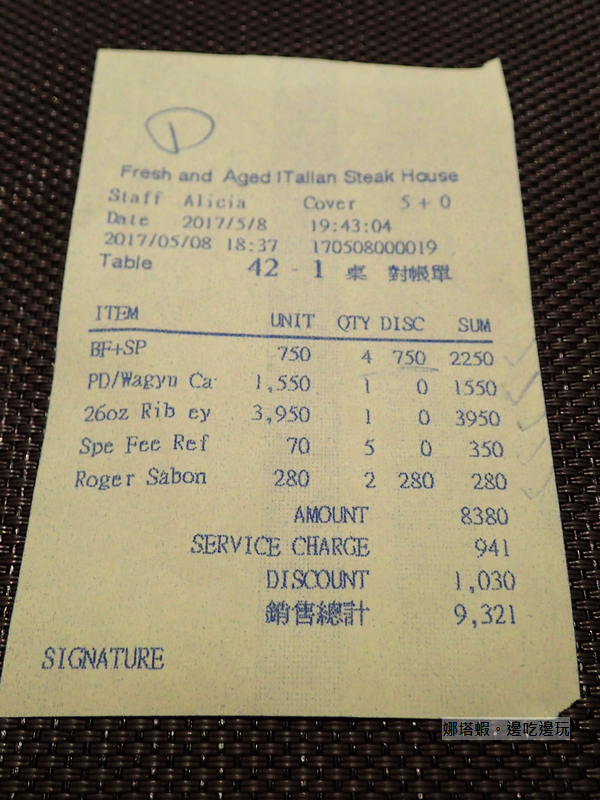 D
Fresh and Aged ITalian Steak House
Staff Alicia Cover 5 + 0
Date 2017/5/8 19:43:04
2017/05/08 18:37 170508000019
Table 42 - 1 桌 對帳單
ITEM UNIT QTY DISC SUM
BF+SP 750 4 750 2250
PD/Wagyu Ca 1,550 1 0 1550
26oz Rib ey 3,950 1 0 3950
Spe Fee Ref 70 5 0 350
Roger Sabon 280 2 280 280
AMOUNT 8380
SERVICE CHARGE 941
DISCOUNT 1,030
銷售總計 9,321
SIGNATURE
娜塔蝦。邊吃邊玩